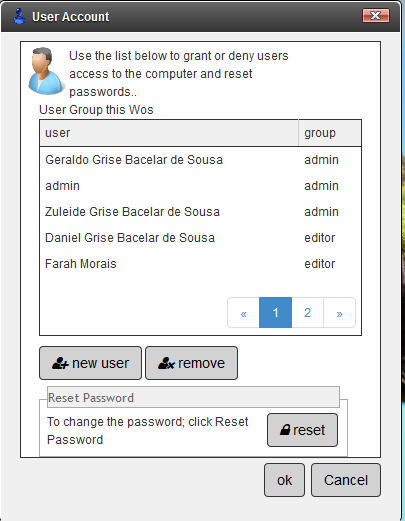 User Account
Use the list below to grant or deny users
access to the computer and reset
passwords..
User Group this Wos
user group
Geraldo Grise Bacelar de Sousa admin
admin admin
Zuleide Grise Bacelar de Sousa admin
Daniel Grise Bacelar de Sousa editor
Farah Morais editor
« 1 2 »
new user remove
Reset Password
To change the password; click Reset
Password
reset
ok Cancel